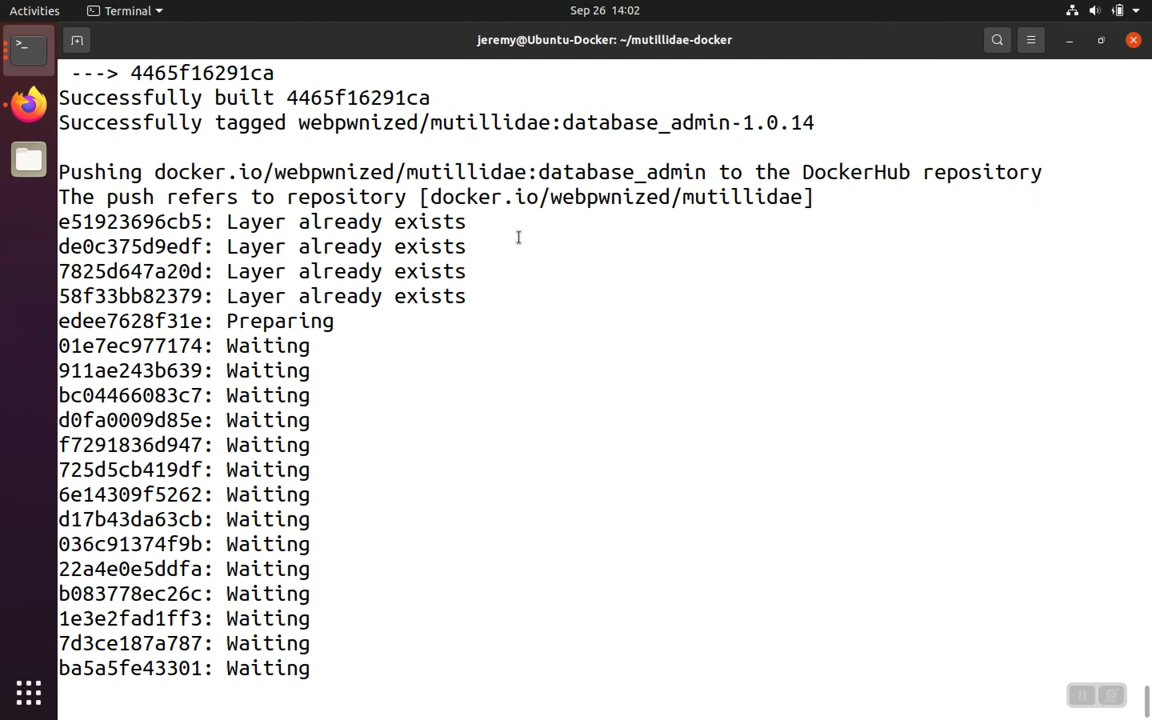 Activities
Terminal
Sep 26 14:02
jeremy@Ubuntu-Docker: ~/mutillidae-docker
---> 4465f16291ca
Successfully built 4465f16291ca
Successfully tagged webpwnized/mutillidae:database_admin-1.0.14
Pushing docker.io/webpwnized/mutillidae:database_admin to the DockerHub repository
The push refers to repository [docker.io/webpwnized/mutillidae]
e51923696cb5: Layer already exists
de0c375d9edf: Layer already exists
7825d647a20d: Layer already exists
58f33bb82379: Layer already exists
edee7628f31e: Preparing
01e7ec977174: Waiting
911ae243b639: Waiting
bc04466083c7: Waiting
d0fa0009d85e: Waiting
f7291836d947: Waiting
725d5cb419df: Waiting
6e14309f5262: Waiting
d17b43da63cb: Waiting
036c91374f9b: Waiting
22a4e0e5ddfa: Waiting
b083778ec26c: Waiting
1e3e2fad1ff3: Waiting
7d3ce187a787: Waiting
ba5a5fe43301: Waiting